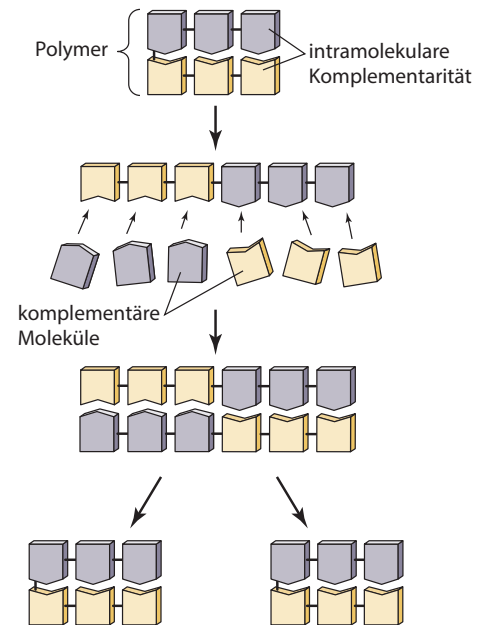 Polymer
intramolekulare
Komplementarität
komplementäre
Moleküle